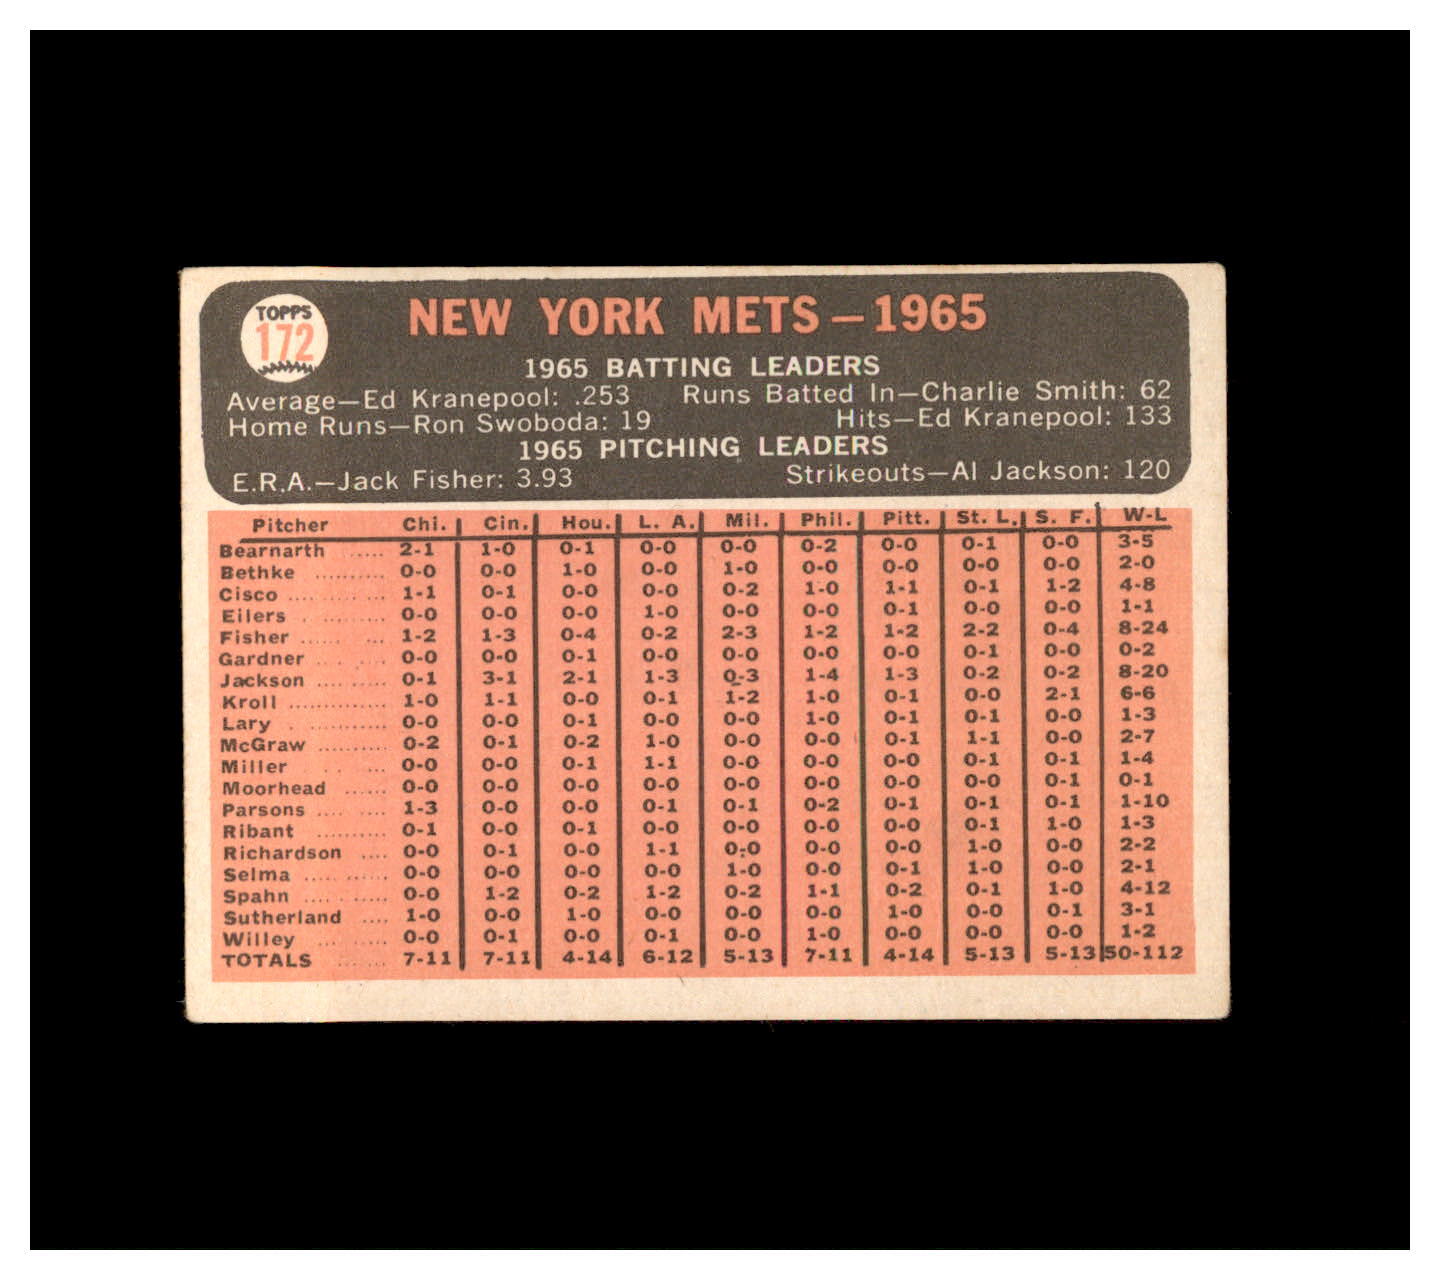 TOPPS
172
NEW YORK METS—1965
1965 BATTING LEADERS
Average—Ed Kranepool: .253 Runs Batted In—Charlie Smith: 62
Home Runs—Ron Swoboda: 19 Hits—Ed Kranepool: 133
1965 PITCHING LEADERS
E.R.A.—Jack Fisher: 3.93 Strikeouts—Al Jackson: 120
Pitcher Chi. Cin. Hou. L. A. Mil. Phil. Pitt. St. L. S. F. W-L
Bearnarth ..... 2-1 1-0 0-1 0-0 0-0 0-2 0-0 0-1 0-0 3-5
Bethke .......... 0-0 0-0 1-0 0-0 1-0 0-0 0-0 0-0 0-0 2-0
Cisco .... ..... ... 1-1 0-1 0-0 0-0 0-2 1-0 1-1 0-1 1-2 4-8
Eilers . ......... 0-0 0-0 0-0 1-0 0-0 0-0 0-1 0-0 0-0 1-1
Fisher ...... ... 1-2 1-3 0-4 0-2 2-3 1-2 1-2 2-2 0-4 8-24
Gardner ... . .... 0-0 0-0 0-1 0-0 0-0 0-0 0-0 0-1 0-0 0-2
Jackson .......... 0-1 3-1 2-1 1-3 0-3 1-4 1-3 0-2 0-2 8-20
Kroll .............. 1-0 1-1 0-0 0-1 1-2 1-0 0-1 0-0 2-1 6-6
Lary . ........... 0-0 0-0 0-1 0-0 0-0 1-0 0-1 0-1 0-0 1-3
McGraw .......... 0-2 0-1 0-2 1-0 0-0 0-0 0-1 1-1 0-0 2-7
Miller . . ... 0-0 0-0 0-1 1-1 0-0 0-0 0-0 0-1 0-1 1-4
Moorhead ...... 0-0 0-0 0-0 0-0 0-0 0-0 0-0 0-0 0-1 0-1
Parsons .... .... 1-3 0-0 0-0 0-1 0-1 0-2 0-1 0-1 0-1 1-10
Ribant .......... 0-1 0-0 0-1 0-0 0-0 0-0 0-0 0-1 1-0 1-3
Richardson .... 0-0 0-1 0-0 1-1 0-0 0-0 0-0 1-0 0-0 2-2
Selma .... ...... 0-0 0-0 0-0 0-0 1-0 0-0 0-1 1-0 0-0 2-1
Spahn .... ..... 0-0 1-2 0-2 1-2 0-2 1-1 0-2 0-1 1-0 4-12
Sutherland .... 1-0 0-0 1-0 0-0 0-0 0-0 1-0 0-0 0-1 3-1
Willey ... ..... 0-0 0-1 0-0 0-1 0-0 1-0 0-0 0-0 0-0 1-2
TOTALS ....... 7-11 7-11 4-14 6-12 5-13 7-11 4-14 5-13 5-13 50-112